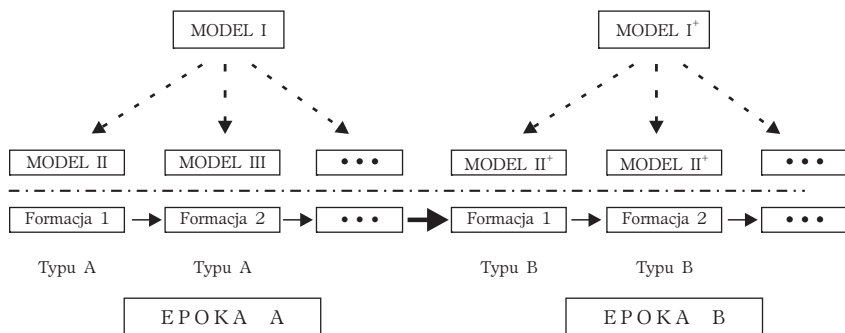 MODEL I MODEL I⁺
MODEL II MODEL III ••• MODEL II⁺ MODEL II⁺ •••
Formacja 1 Formacja 2 ••• Formacja 1 Formacja 2 •••
Typu A Typu A Typu B Typu B
EPOKA A EPOKA B